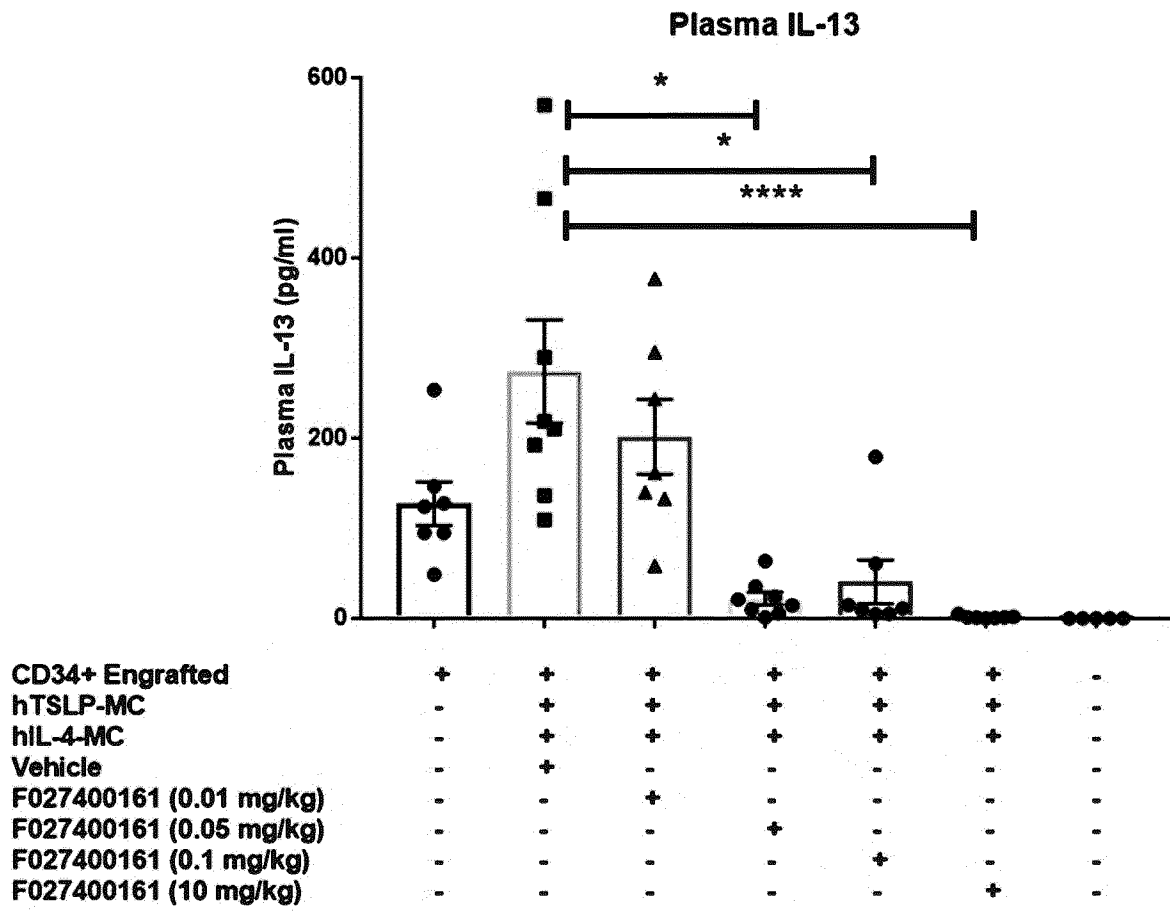 Plasma IL-13
600
*
*
****
400
Plasma IL-13 (pg/ml)
200
0
CD34+ Engrafted + + + + + + -
hTSLP-MC - + + + + + -
hIL-4-MC - + + + + + -
Vehicle - + - - - - -
F027400161 (0.01 mg/kg) - - + - - - -
F027400161 (0.05 mg/kg) - - - + - - -
F027400161 (0.1 mg/kg) - - - - + - -
F027400161 (10 mg/kg) - - - - - + -